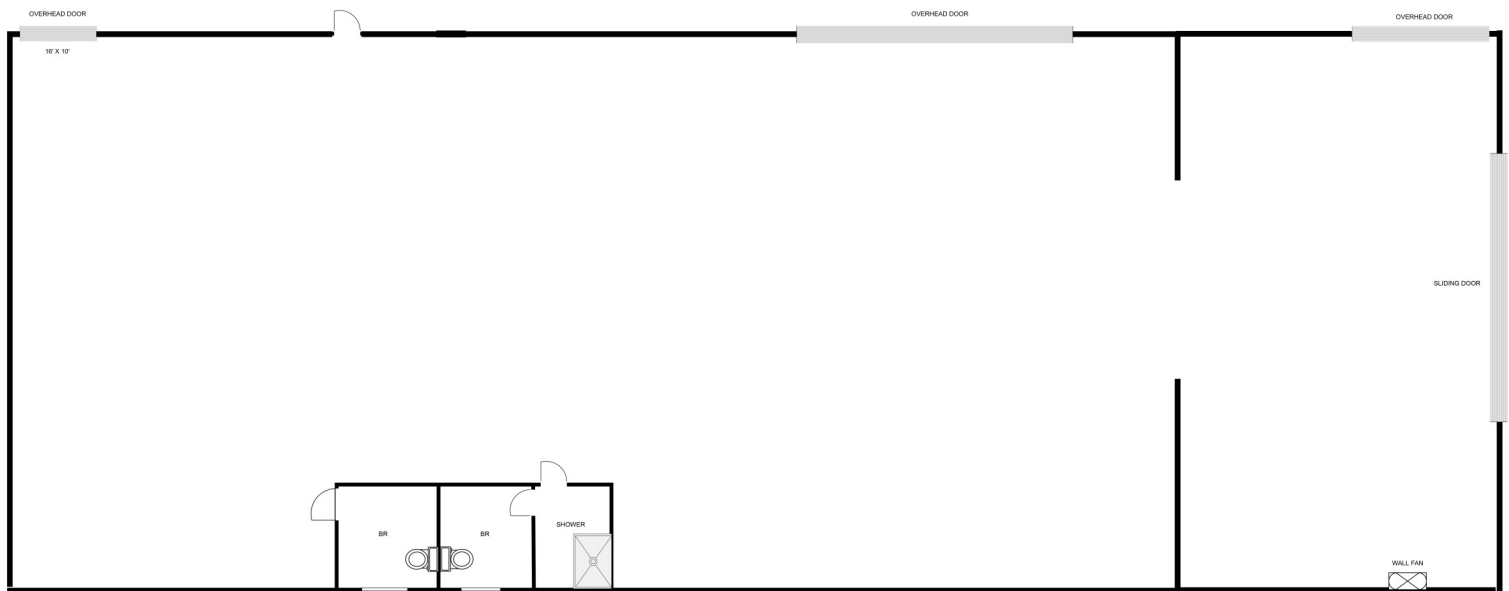 OVERHEAD DOOR
OVERHEAD DOOR
OVERHEAD DOOR
16' X 10'
SLIDING DOOR
SHOWER
BR
BR
WALL FAN